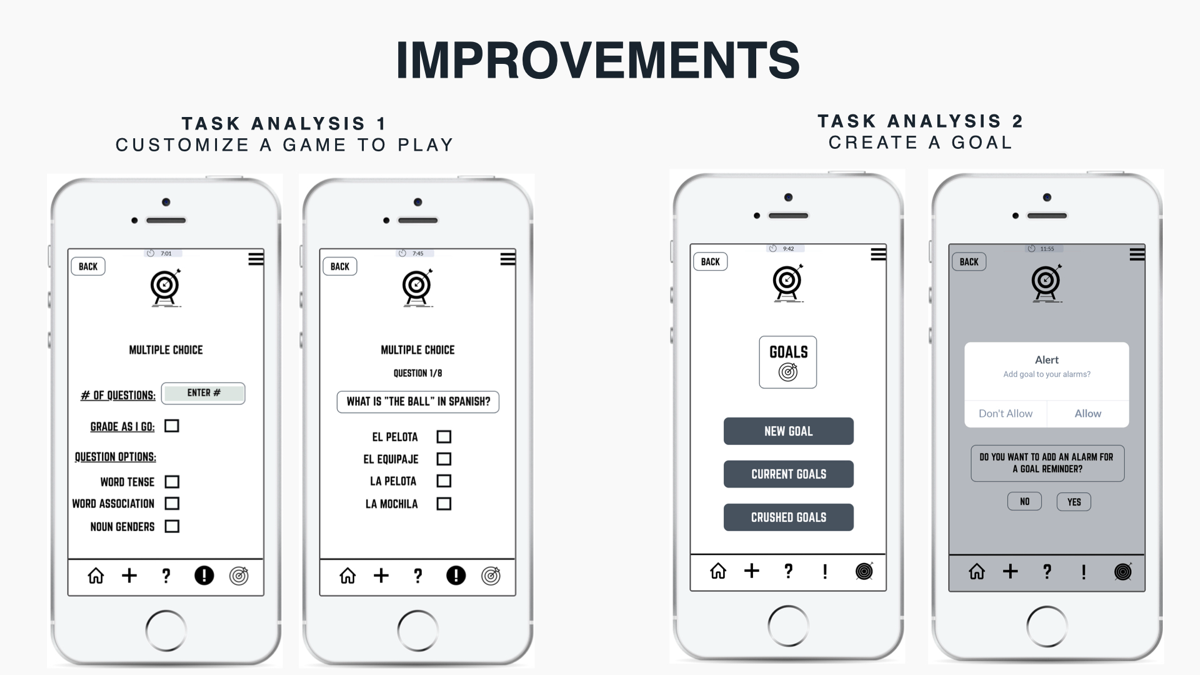 IMPROVEMENTS
TASK ANALYSIS 1
CUSTOMIZE A GAME TO PLAY
7:01
BACK
MULTIPLE CHOICE
# OF QUESTIONS:
ENTER #
GRADE AS I GO:
QUESTION OPTIONS:
WORD TENSE
WORD ASSOCIATION
NOUN GENDERS
?
!
7:45
BACK
MULTIPLE CHOICE
QUESTION 1/8
WHAT IS "THE BALL" IN SPANISH?
EL PELOTA
EL EQUIPAJE
LA PELOTA
LA MOCHILA
?
!
TASK ANALYSIS 2
CREATE A GOAL
9:42
BACK
GOALS
NEW GOAL
CURRENT GOALS
CRUSHED GOALS
?
!
11:55
BACK
Alert
Add goal to your alarms?
Don't Allow
Allow
DO YOU WANT TO ADD AN ALARM FOR
A GOAL REMINDER?
NO
YES
?
!